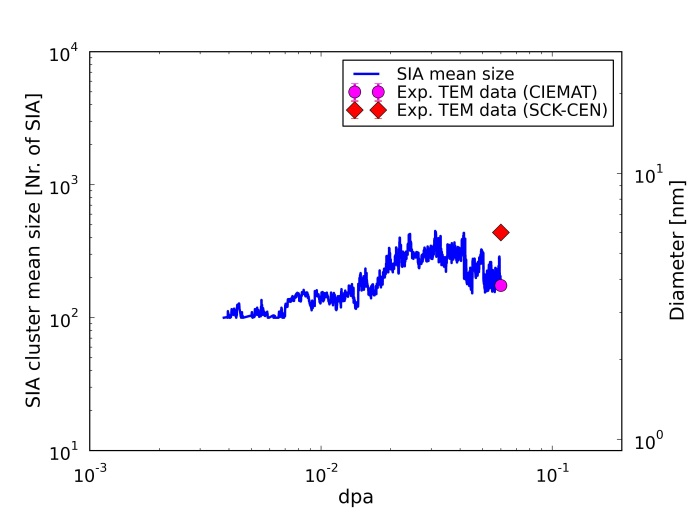 10^4
10^3
10^2
10^1
SIA cluster mean size [Nr. of SIA]
SIA mean size
Exp. TEM data (CIEMAT)
Exp. TEM data (SCK-CEN)
10^1
10^0
Diameter [nm]
10^-3
10^-2
10^-1
dpa